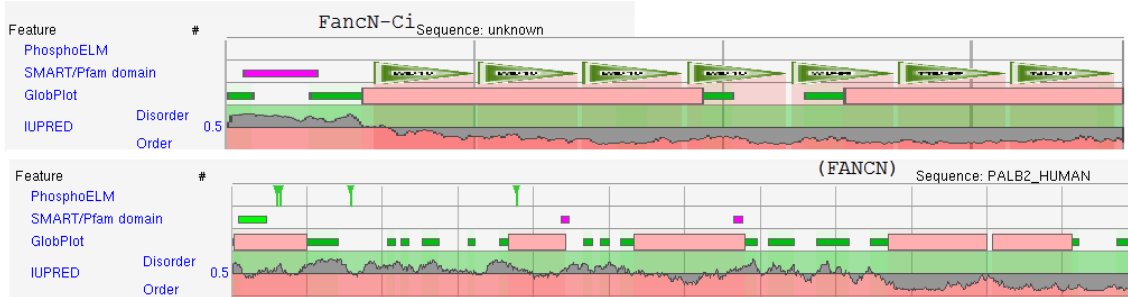 FancN-Ci
Feature # Sequence: unknown
PhosphoELM
SMART/Pfam domain
GlobPlot
Disorder
IUPRED 0.5
Order
(FANCN)
Feature # Sequence: PALB2_HUMAN
PhosphoELM
SMART/Pfam domain
GlobPlot
Disorder
IUPRED 0.5
Order